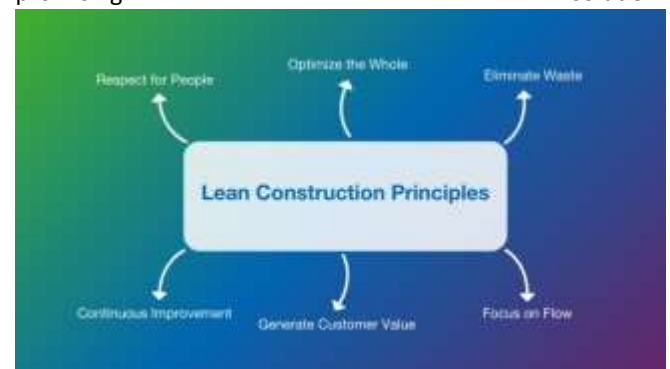 Respect for People
Optimize the Whole
Eliminate Waste
Lean Construction Principles
Continuous Improvement
Generate Customer Value
Focus on Flow